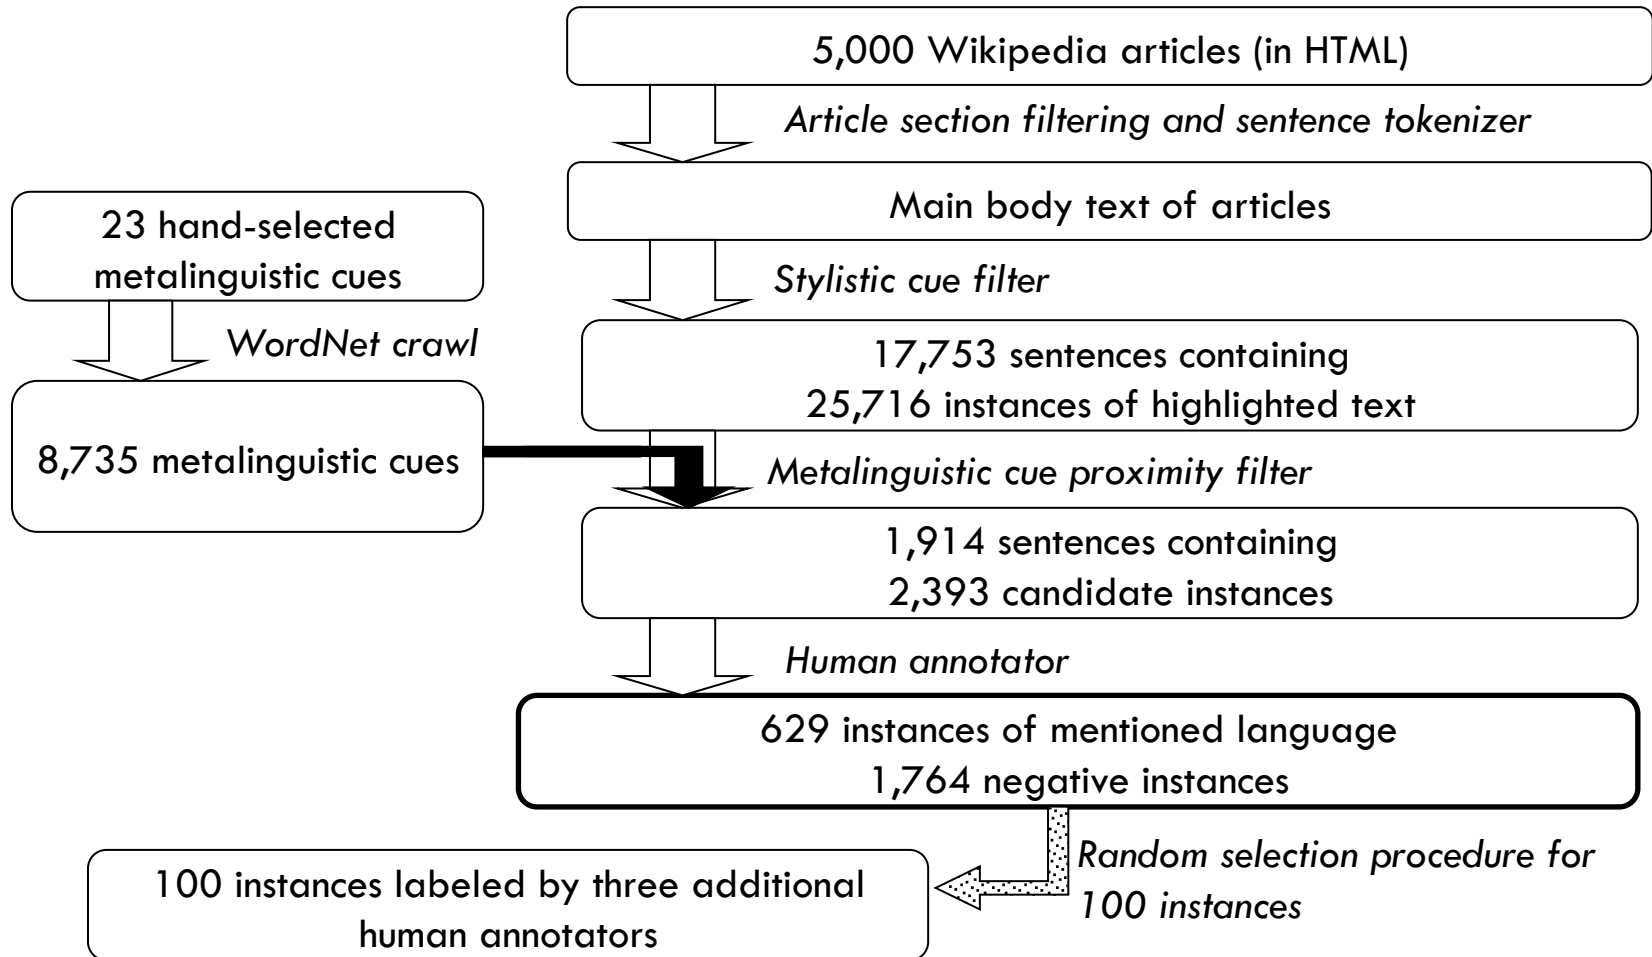 5,000 Wikipedia articles (in HTML)
Article section filtering and sentence tokenizer
Main body text of articles
23 hand-selected
metalinguistic cues
Stylistic cue filter
WordNet crawl
17,753 sentences containing
25,716 instances of highlighted text
8,735 metalinguistic cues
Metalinguistic cue proximity filter
1,914 sentences containing
2,393 candidate instances
Human annotator
629 instances of mentioned language
1,764 negative instances
Random selection procedure for
100 instances
100 instances labeled by three additional
human annotators